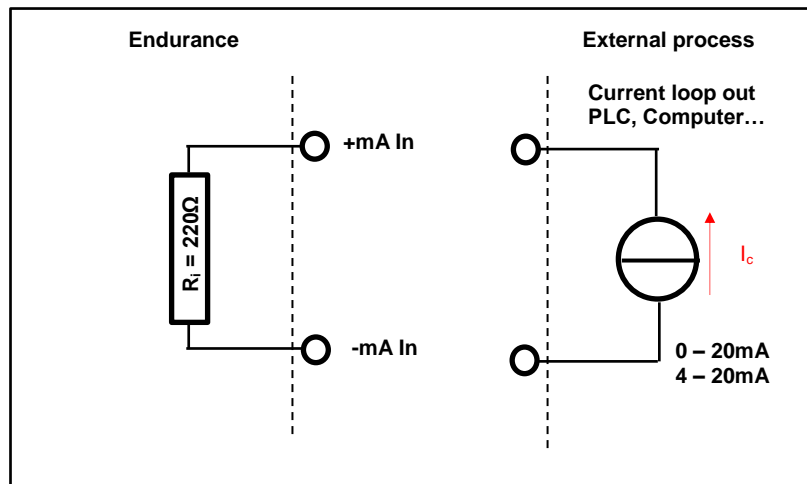 Endurance
External process
Current loop out
PLC, Computer…
+mA In
Ri = 220Ω
Ic
-mA In
0 – 20mA
4 – 20mA